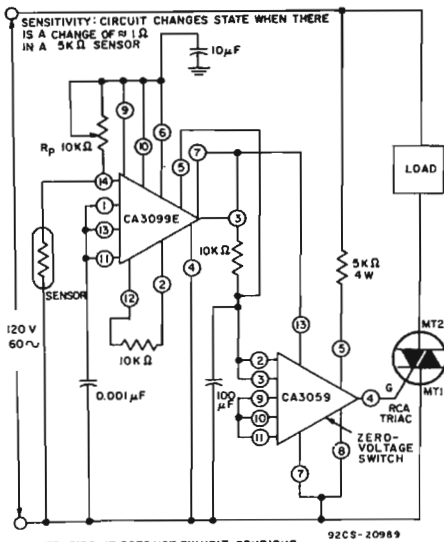 SENSITIVITY: CIRCUIT CHANGES STATE WHEN THERE
IS A CHANGE OF ≈ 1Ω
IN A 5KΩ SENSOR
10μF
9
10
6
5
7
RP 10KΩ
14
1
13
11
CA3099E
3
4
12
2
10KΩ
SENSOR
0.001μF
120 V
60~
10KΩ
100
μF
13
5KΩ
4W
5
LOAD
2
3
9
10
11
CA3059
4
G
MT2
MT1
RCA
TRIAC
ZERO-
VOLTAGE
SWITCH
7
8
92CS-20989